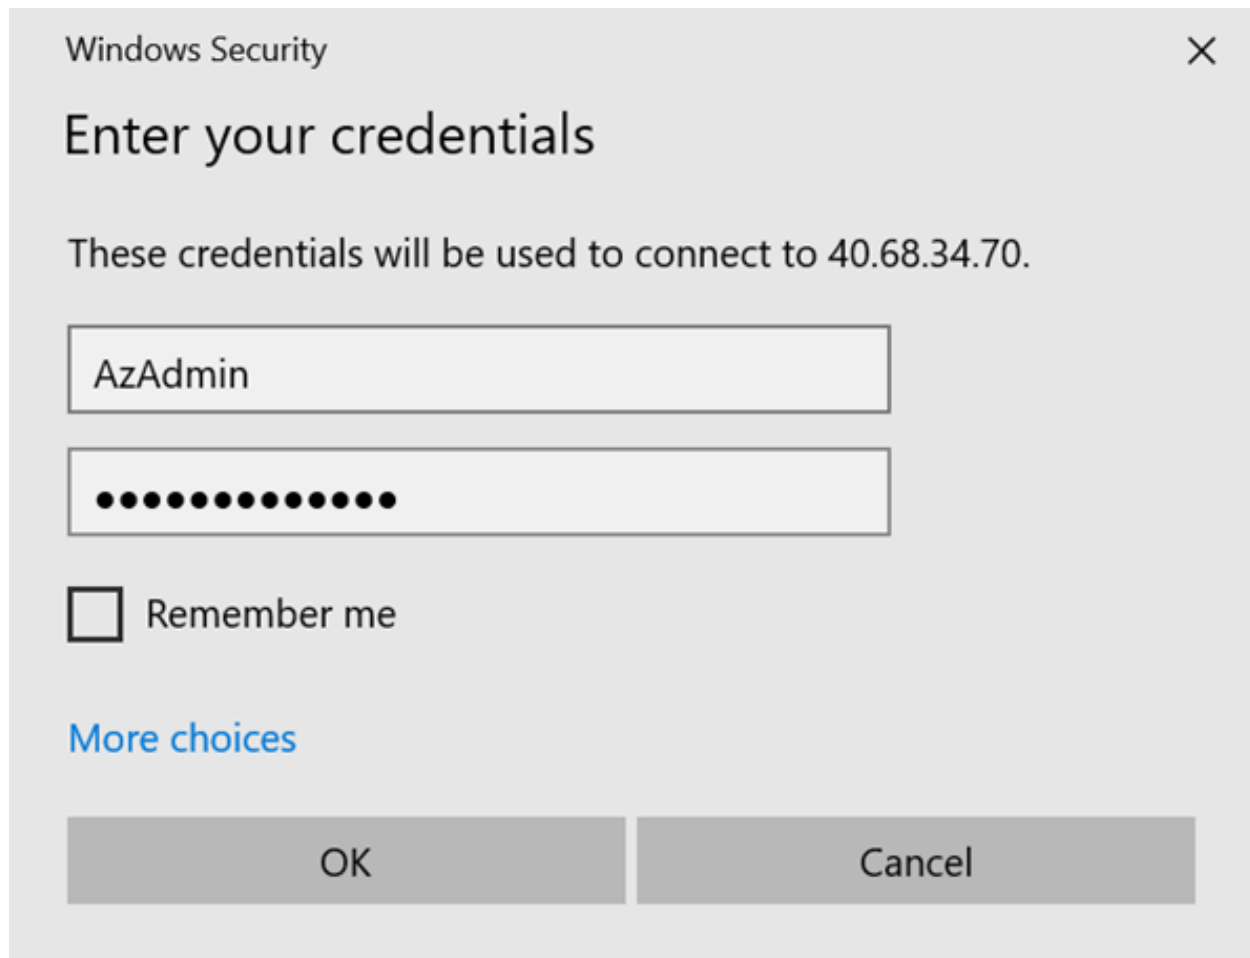 Windows Security
Enter your credentials
These credentials will be used to connect to 40.68.34.70.
AzAdmin
●●●●●●●●●●●●●
Remember me
More choices
OK
Cancel